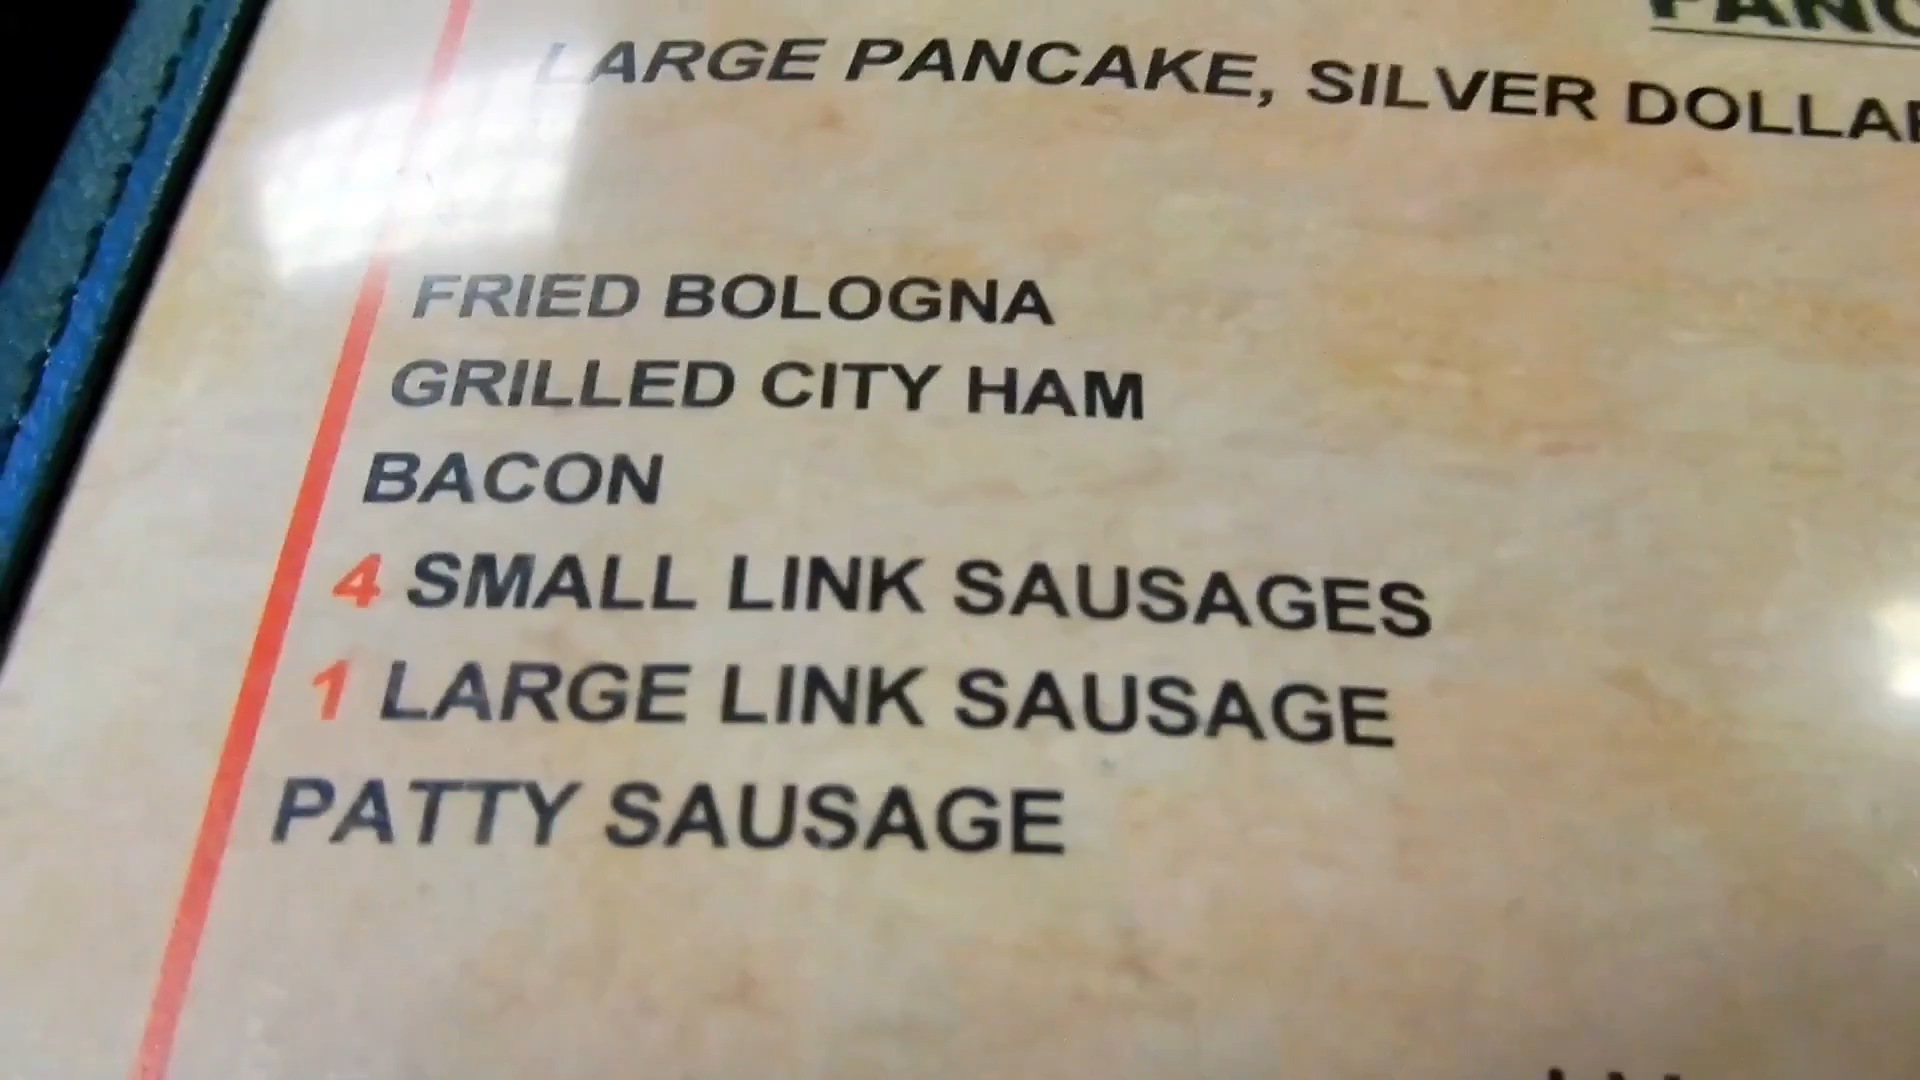 LARGE PANCAKE, SILVER DOLLAR
FRIED BOLOGNA
GRILLED CITY HAM
BACON
4 SMALL LINK SAUSAGES
1 LARGE LINK SAUSAGE
PATTY SAUSAGE